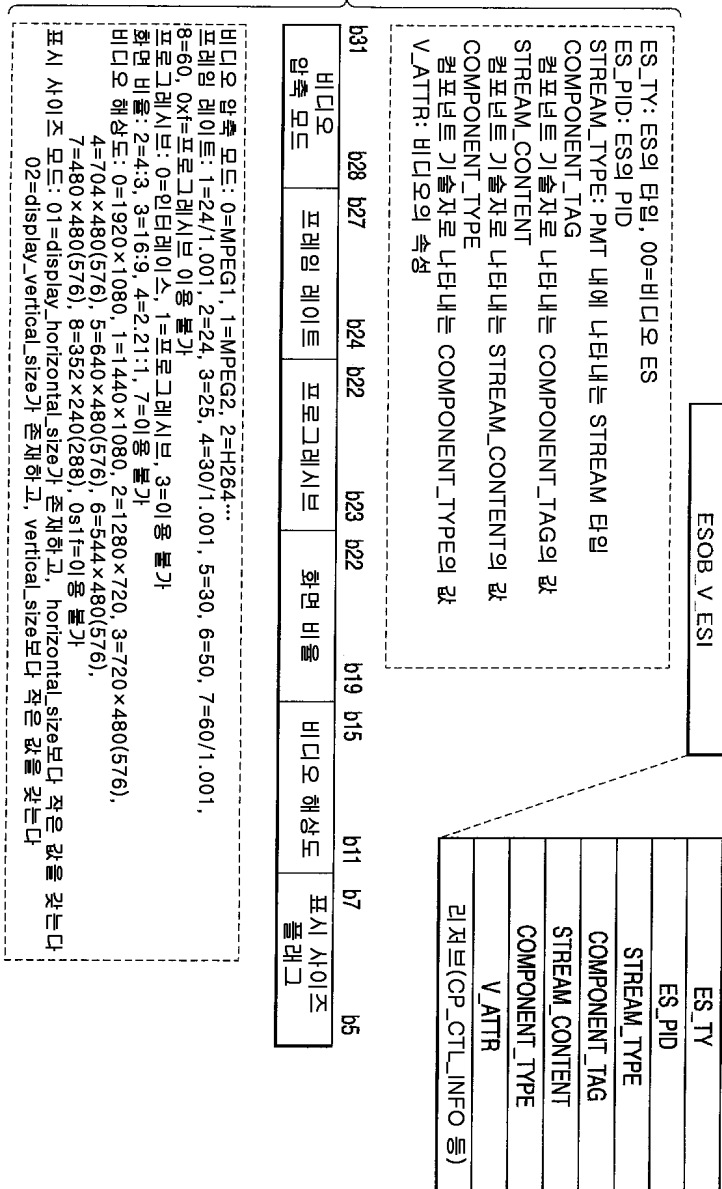 ESOB_V_ESI
ES_TY
ES_PID
STREAM_TYPE
COMPONENT_TAG
STREAM_CONTENT
COMPONENT_TYPE
V_ATTR
리저브(CP_CTL_INFO 등)
ES_TY: ES의 타입, 00=비디오 ES
ES_PID: ES의 PID
STREAM_TYPE: PMT 내에 나타내는 STREAM 타입
COMPONENT_TAG
컴포넌트 기술자로 나타내는 COMPONENT_TAG의 값
STREAM_CONTENT
컴포넌트 기술자로 나타내는 STREAM_CONTENT의 값
COMPONENT_TYPE
컴포넌트 기술자로 나타내는 COMPONENT_TYPE의 값
V_ATTR: 비디오의 속성
b31 b28 b27 b24 b22 b23 b22 b19 b15 b11 b7 b5
비디오
압축 모드
프레임 레이트
프로그레시브
화면 비율
비디오 해상도
표시 사이즈
플래그
비디오 압축 모드: 0=MPEG1, 1=MPEG2, 2=H264…
프레임 레이트: 1=24/1.001, 2=24, 3=25, 4=30/1.001, 5=30, 6=50, 7=60/1.001,
8=60, 0xf=프로그레시브 이용 불가
프로그레시브: 0=인터레이스, 1=프로그레시브, 3=이용 불가
화면 비율: 2=4:3, 3=16:9, 4=2.21:1, 7=이용 불가
비디오 해상도: 0=1920×1080, 1=1440×1080, 2=1280×720, 3=720×480(576),
4=704×480(576), 5=640×480(576), 6=544×480(576),
7=480×480(576), 8=352×240(288), 0s1f=이용 불가
표시 사이즈 모드: 01=display_horizontal_size가 존재하고, horizontal_size보다 작은 값을 갖는다
02=display_vertical_size가 존재하고, vertical_size보다 작은 값을 갖는다